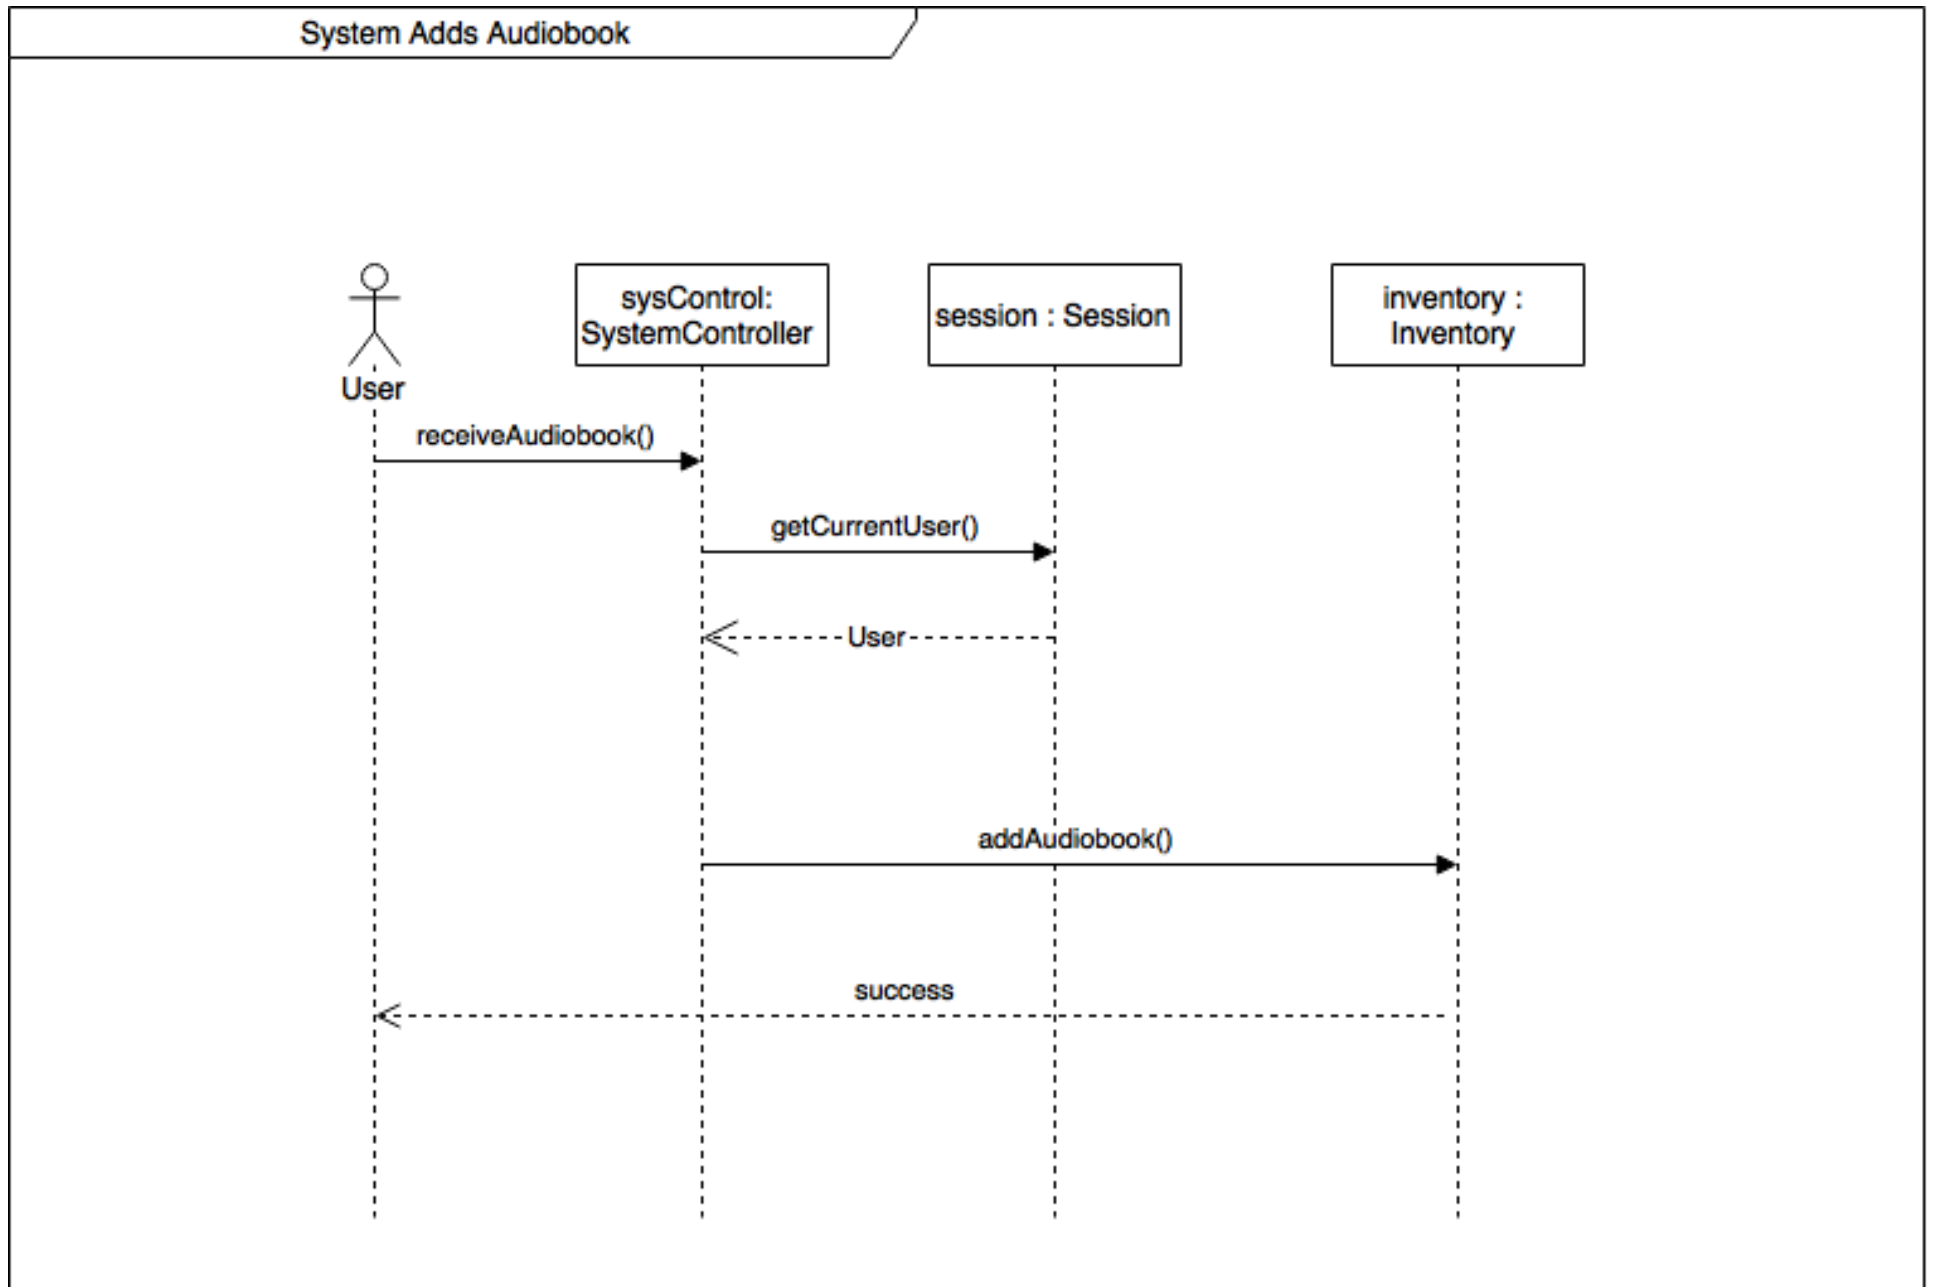 System Adds Audiobook
sysControl:
SystemController
session : Session
inventory :
Inventory
User
receiveAudiobook()
getCurrentUser()
User
addAudiobook()
success